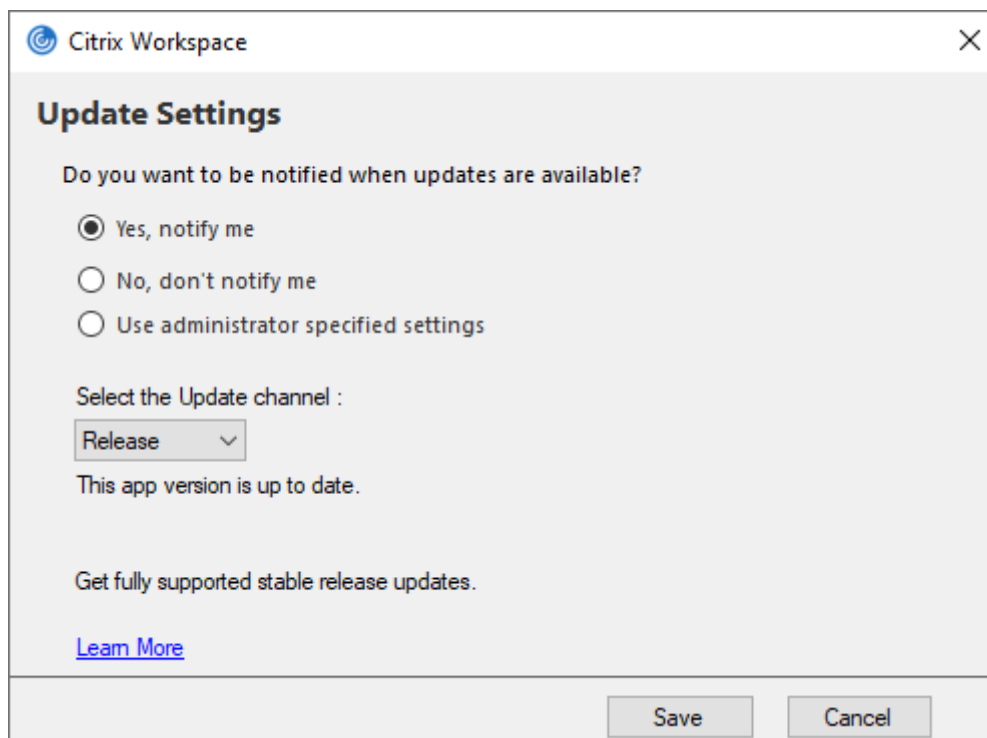 Citrix Workspace
Update Settings
Do you want to be notified when updates are available?
Yes, notify me
No, don't notify me
Use administrator specified settings
Select the Update channel :
Release
This app version is up to date.
Get fully supported stable release updates.
Learn More
Save
Cancel